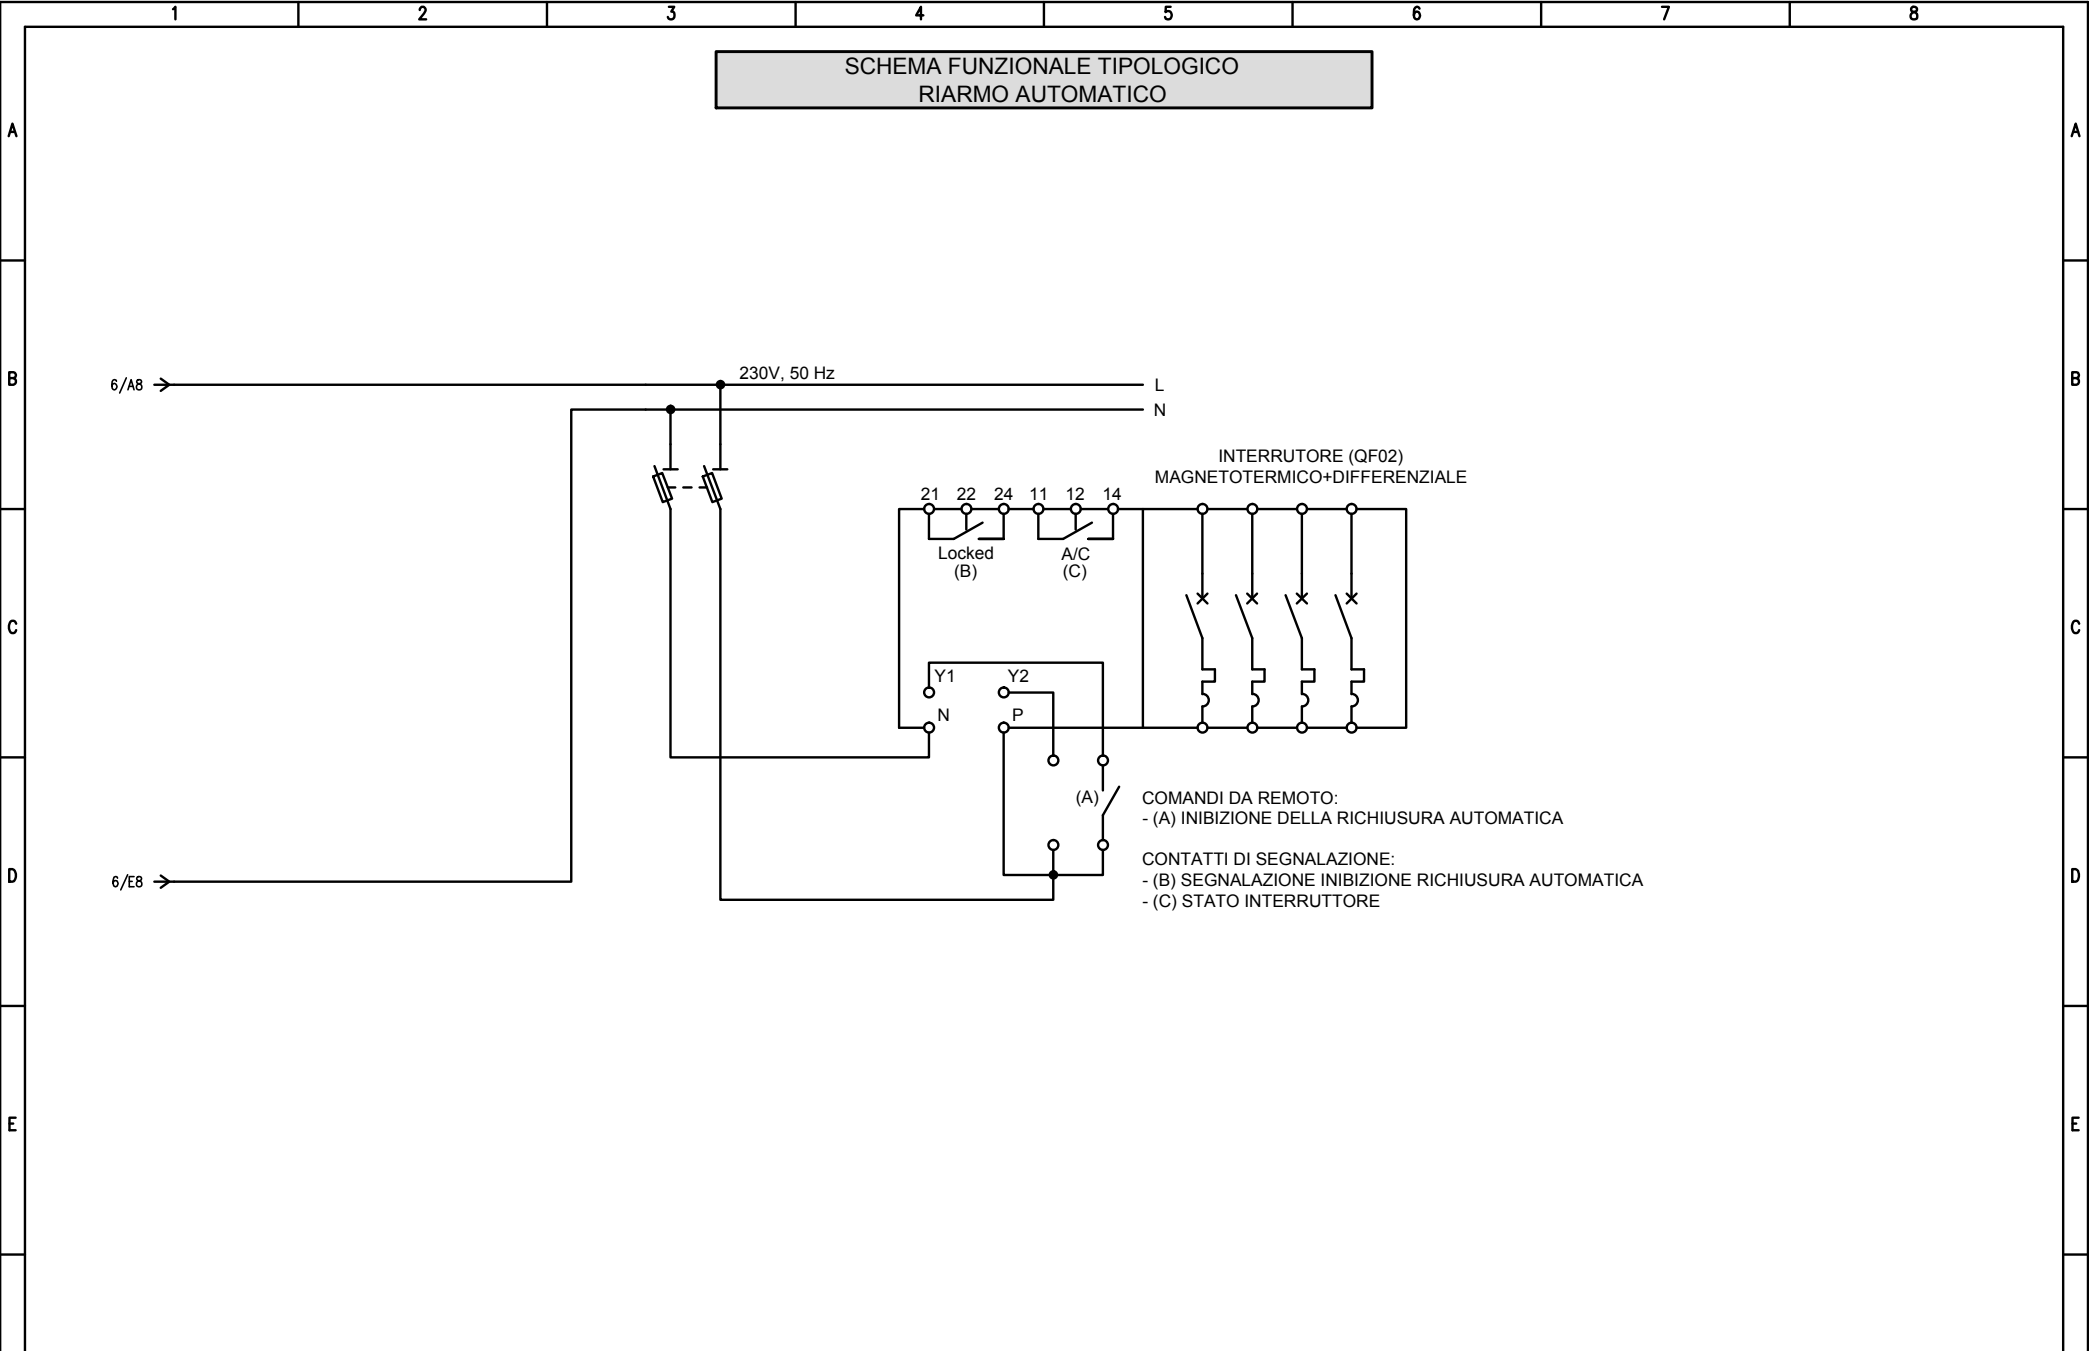 1 2 3 4 5 6 7 8
SCHEMA FUNZIONALE TIPOLOGICO
RIARMO AUTOMATICO
A A
B B
6/A8
230V, 50 Hz
L
N
INTERRUTORE (QF02)
MAGNETOTERMICO+DIFFERENZIALE
21 22 24 11 12 14
Locked
(B)
A/C
(C)
C C
Y1 Y2
N P
(A)
COMANDI DA REMOTO:
- (A) INIBIZIONE DELLA RICHIUSURA AUTOMATICA
CONTATTI DI SEGNALAZIONE:
- (B) SEGNALAZIONE INIBIZIONE RICHIUSURA AUTOMATICA
- (C) STATO INTERRUTTORE
D D
6/E8
E E